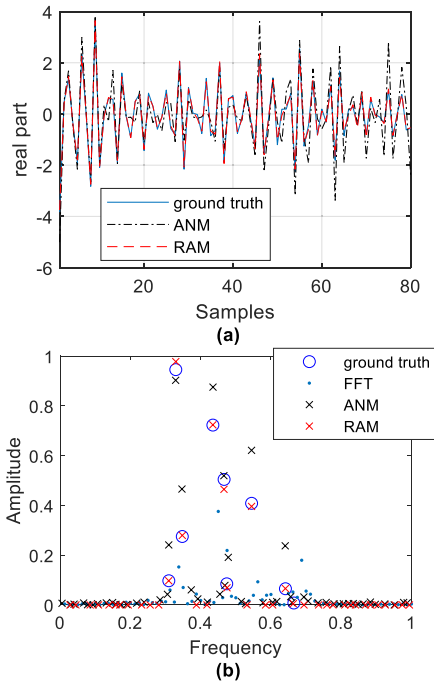 4
2
0
-2
-4
-6
real part
ground truth
ANM
RAM
20 40 60 80
Samples
(a)
1
0.8
0.6
0.4
0.2
0
Amplitude
ground truth
FFT
ANM
RAM
0 0.2 0.4 0.6 0.8 1
Frequency
(b)